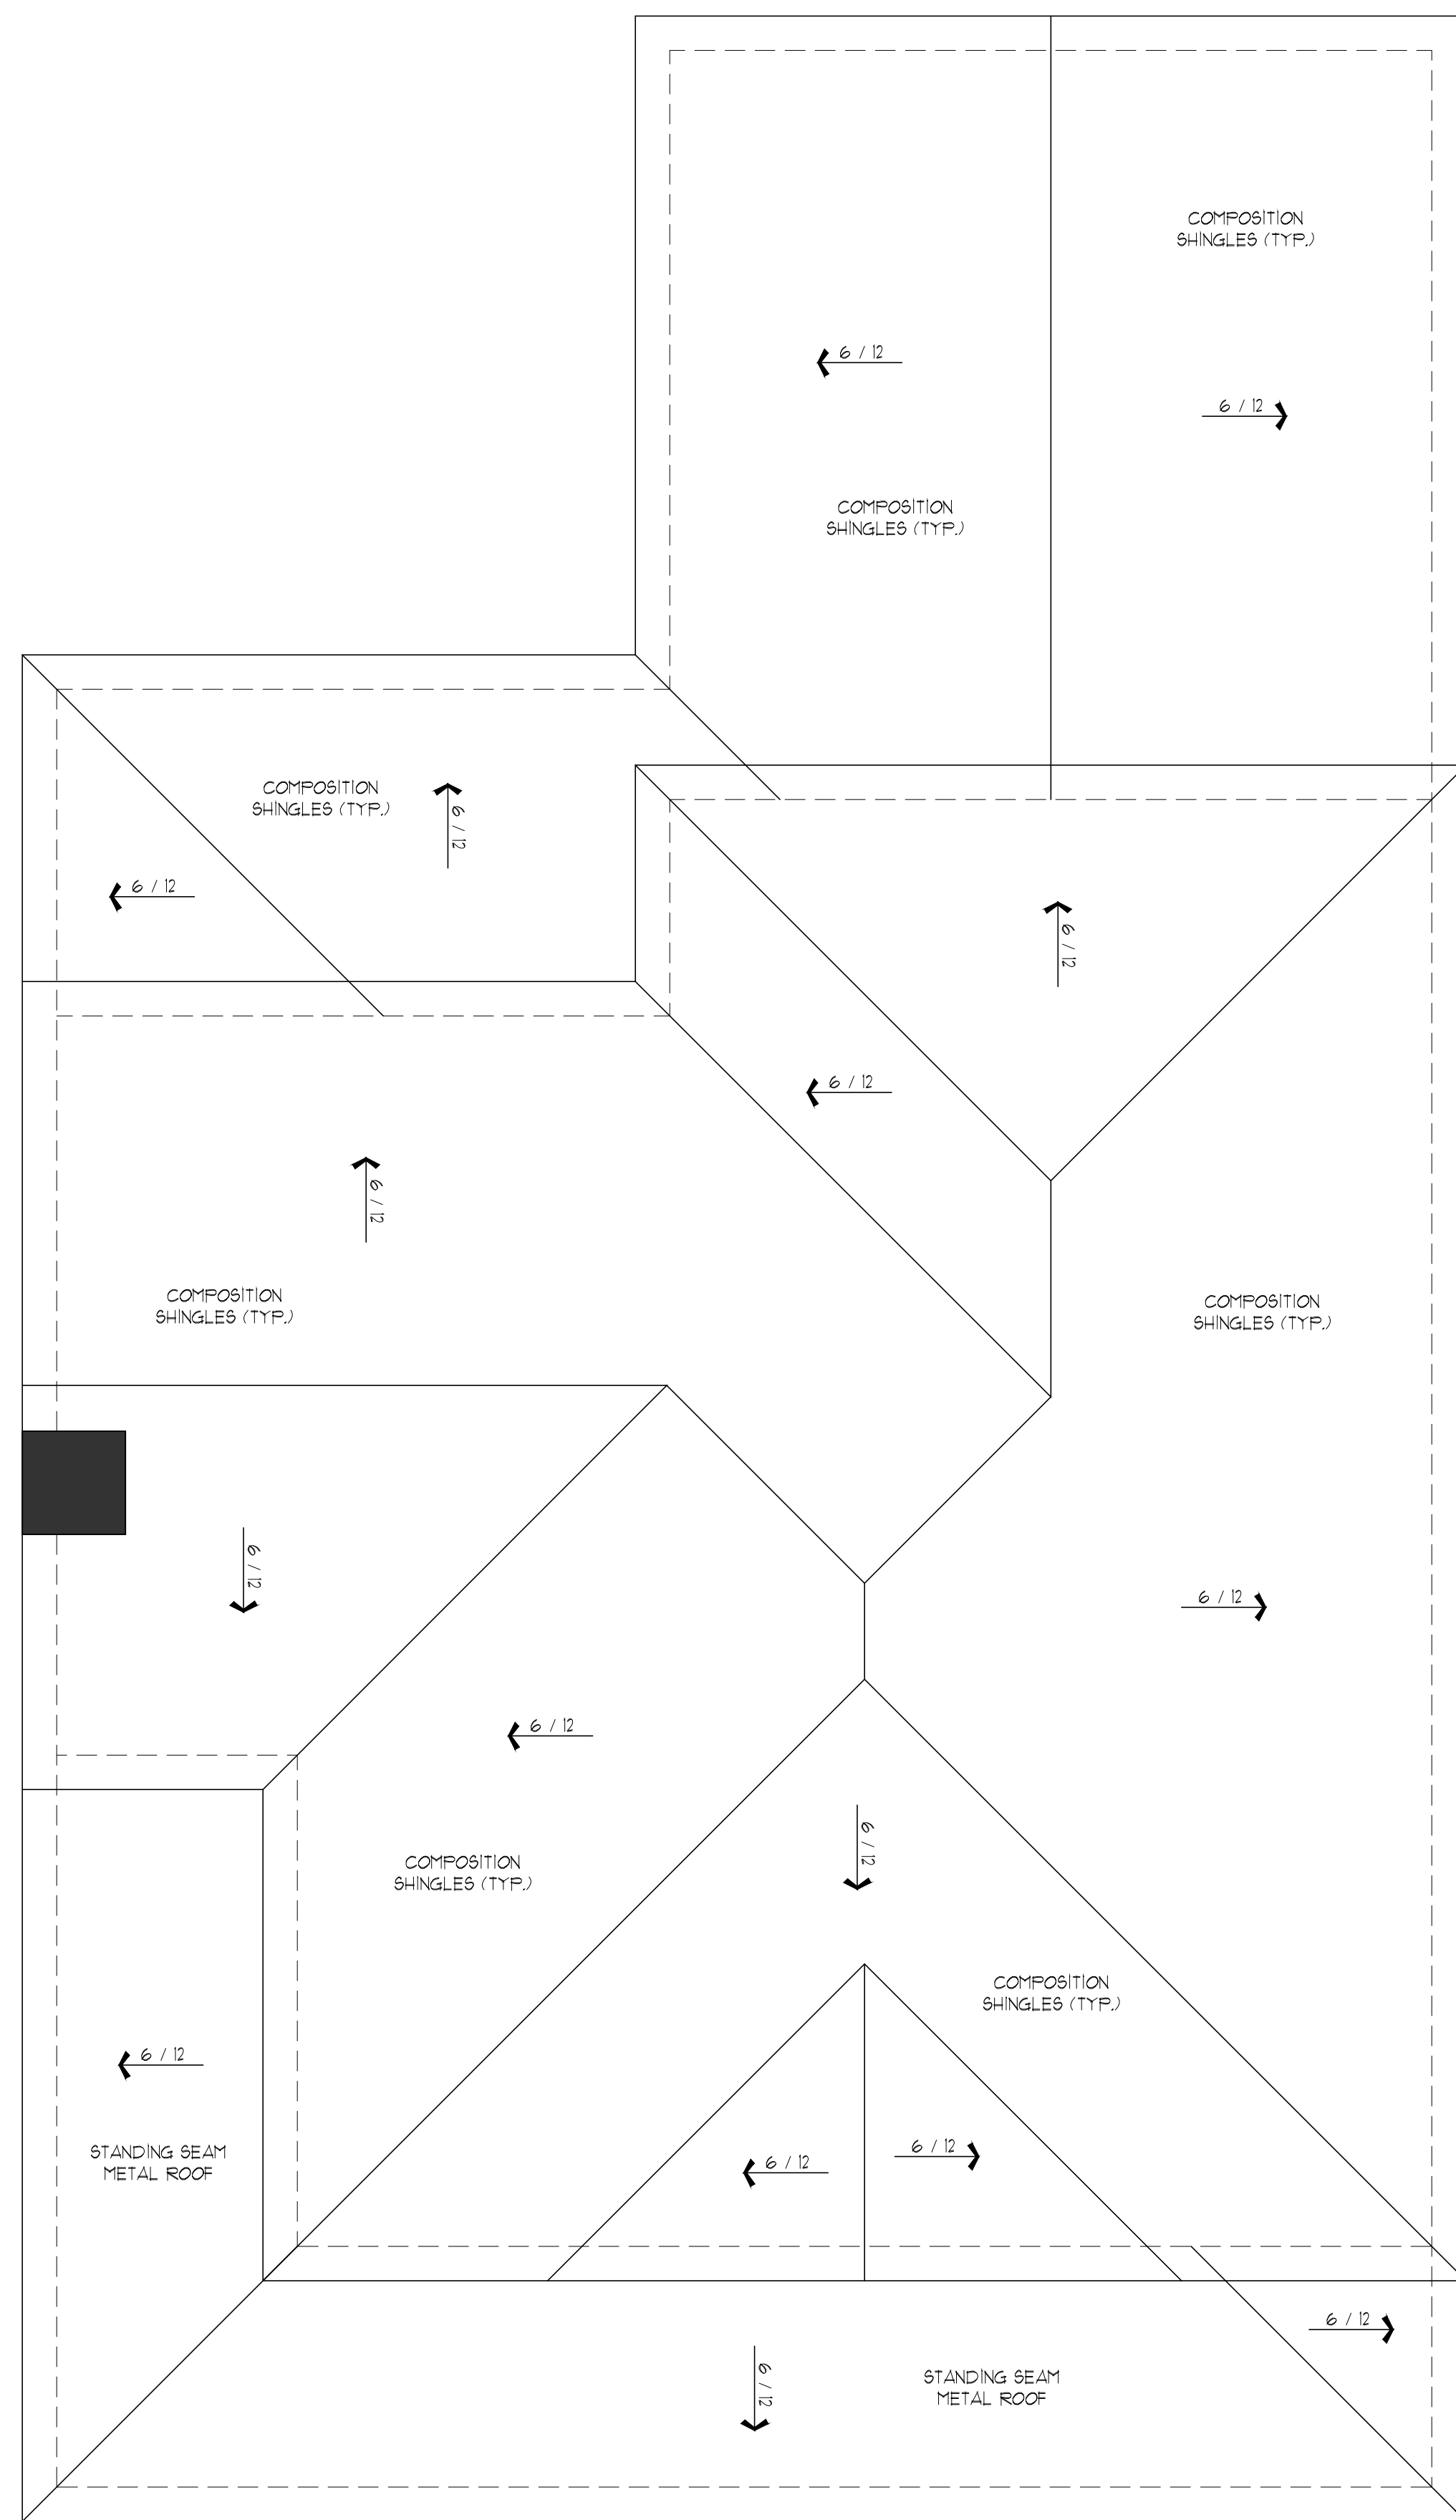 COMPOSITION
SHINGLES (TYP.)
6 / 12
6 / 12
COMPOSITION
SHINGLES (TYP.)
COMPOSITION
SHINGLES (TYP.)
6 / 12
6 / 12
6 / 12
6 / 12
6 / 12
COMPOSITION
SHINGLES (TYP.)
COMPOSITION
SHINGLES (TYP.)
6 / 12
6 / 12
6 / 12
6 / 12
COMPOSITION
SHINGLES (TYP.)
COMPOSITION
SHINGLES (TYP.)
6 / 12
STANDING SEAM
METAL ROOF
6 / 12
6 / 12
6 / 12
6 / 12
STANDING SEAM
METAL ROOF